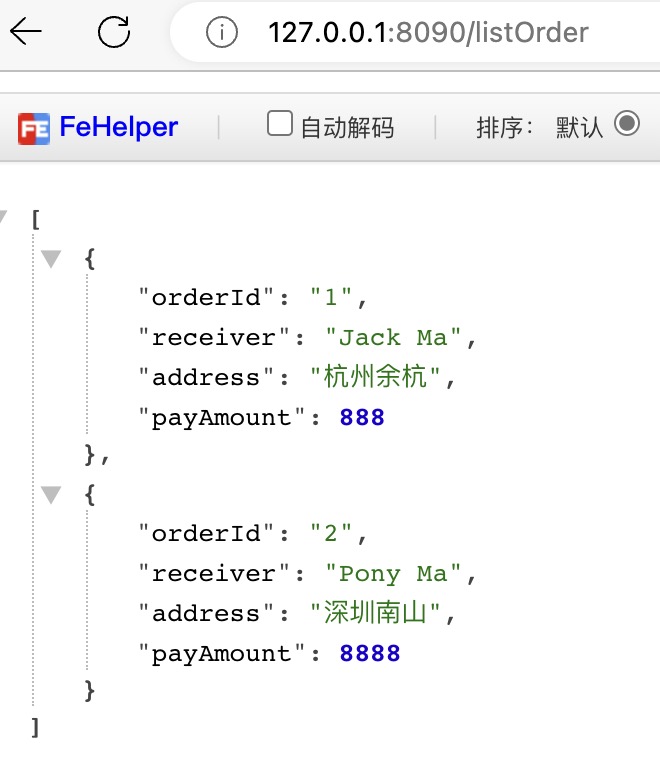 127.0.0.1:8090/listOrder
FE FeHelper | 自动解码 | 排序： 默认
[
{
"orderId": "1",
"receiver": "Jack Ma",
"address": "杭州余杭",
"payAmount": 888
},
{
"orderId": "2",
"receiver": "Pony Ma",
"address": "深圳南山",
"payAmount": 8888
}
]